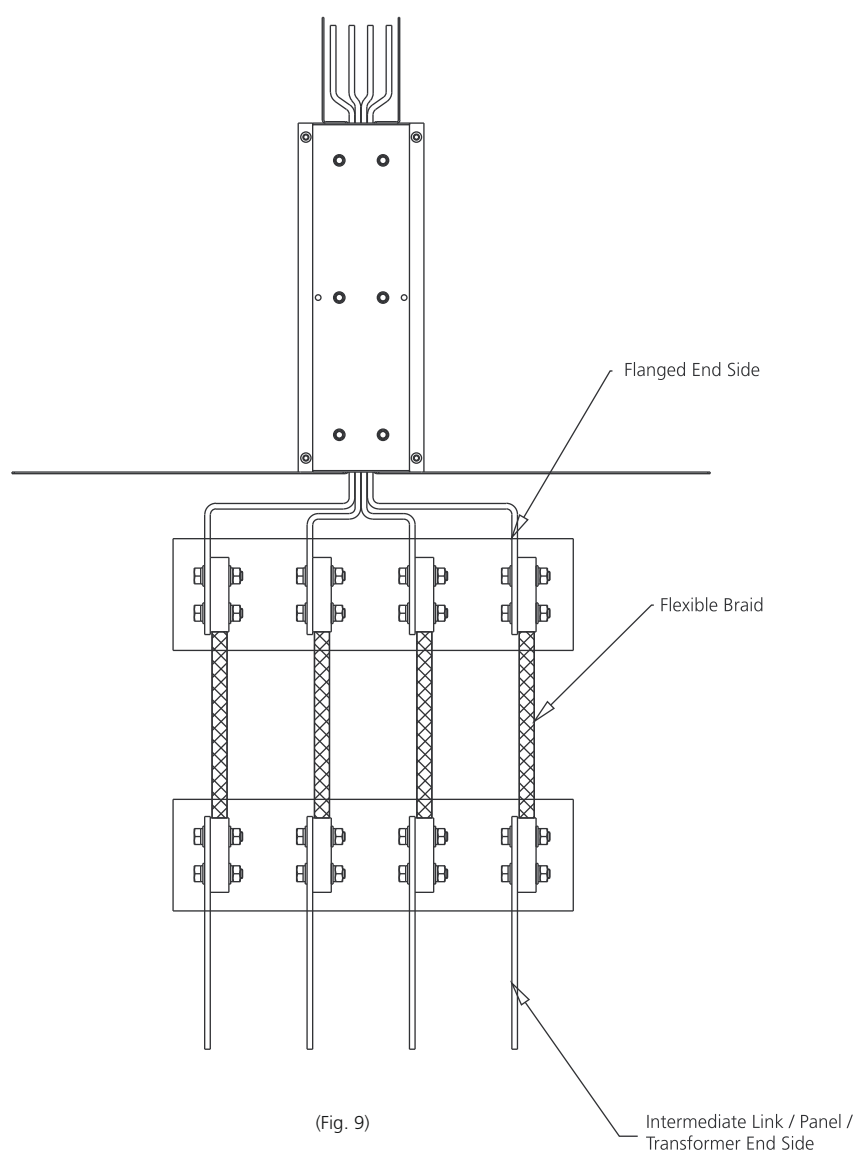 Flanged End Side
Flexible Braid
(Fig. 9)
Intermediate Link / Panel /
Transformer End Side